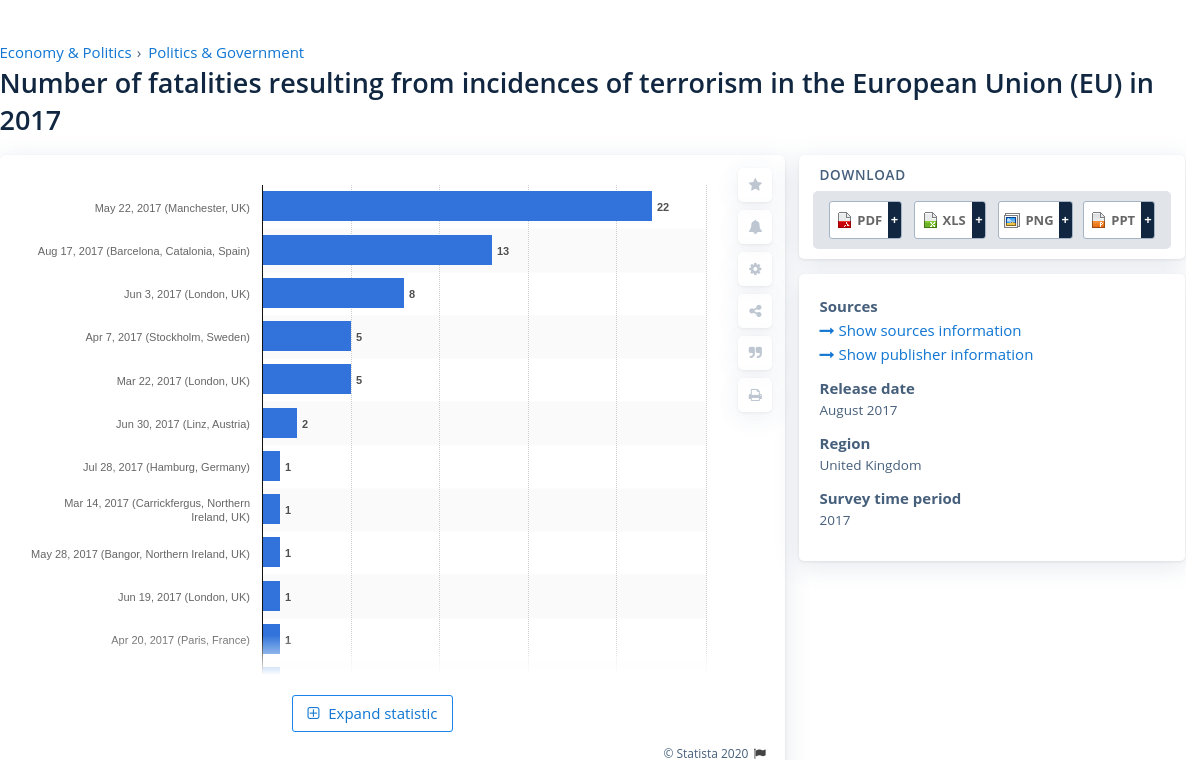 Economy & Politics › Politics & Government
Number of fatalities resulting from incidences of terrorism in the European Union (EU) in
2017
May 22, 2017 (Manchester, UK) 22
Aug 17, 2017 (Barcelona, Catalonia, Spain) 13
Jun 3, 2017 (London, UK) 8
Apr 7, 2017 (Stockholm, Sweden) 5
Mar 22, 2017 (London, UK) 5
Jun 30, 2017 (Linz, Austria) 2
Jul 28, 2017 (Hamburg, Germany) 1
Mar 14, 2017 (Carrickfergus, Northern
Ireland, UK) 1
May 28, 2017 (Bangor, Northern Ireland, UK) 1
Jun 19, 2017 (London, UK) 1
Apr 20, 2017 (Paris, France) 1
Expand statistic
© Statista 2020
DOWNLOAD
PDF + XLS + PNG + PPT +
Sources
Show sources information
Show publisher information
Release date
August 2017
Region
United Kingdom
Survey time period
2017